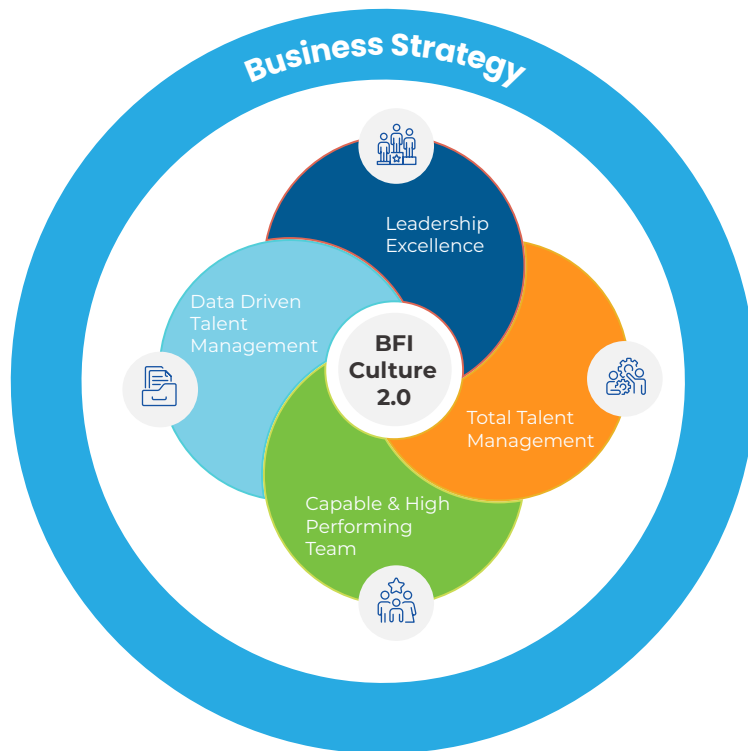 Business Strategy
Leadership
Excellence
Data Driven
Talent
Management
BFI
Culture
2.0
Total Talent
Management
Capable & High
Performing
Team